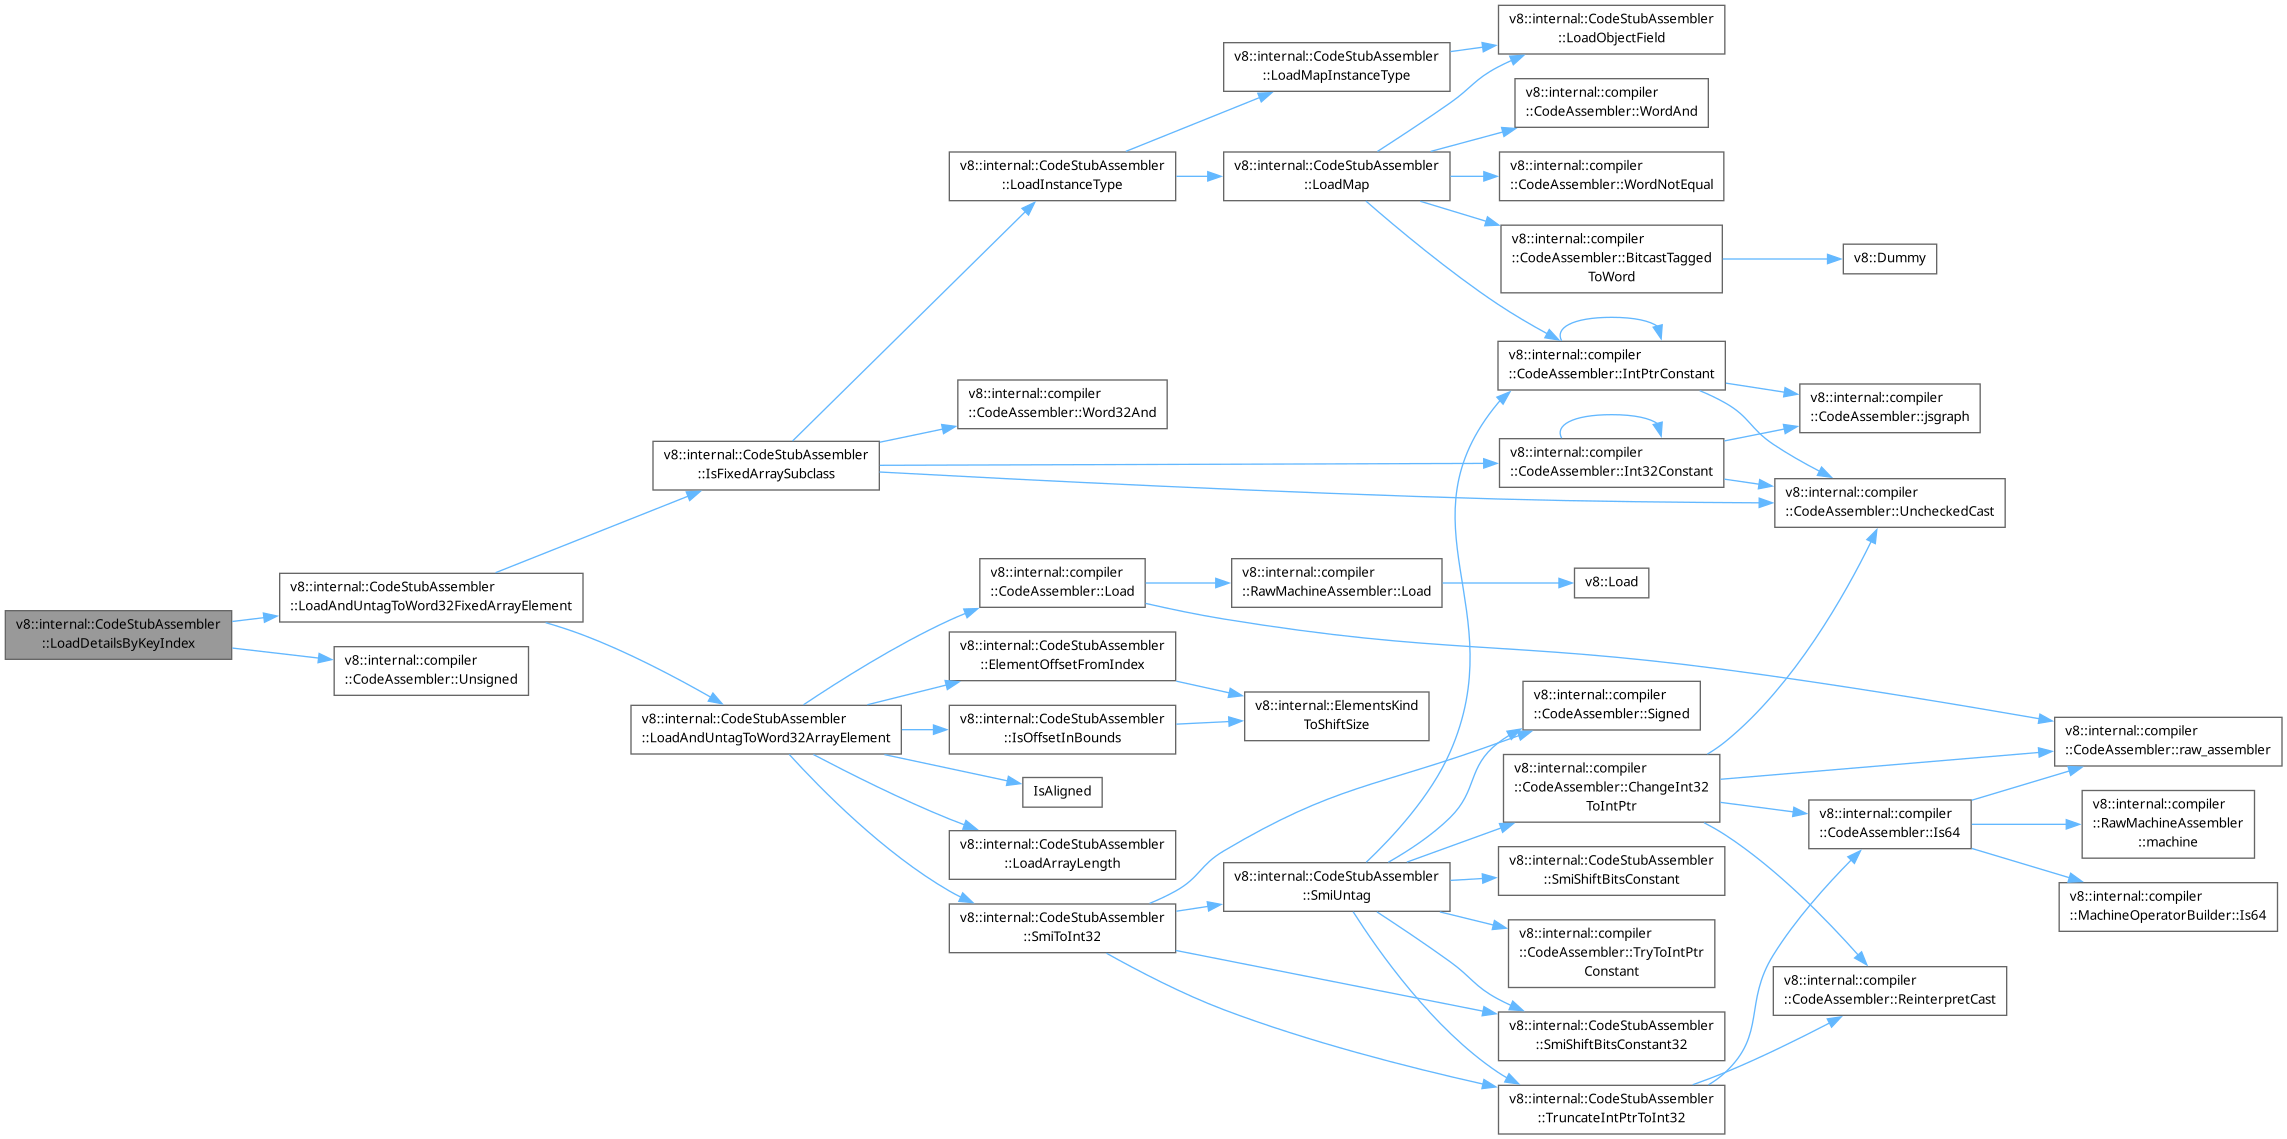 v8::internal::CodeStubAssembler
::LoadDetailsByKeyIndex
v8::internal::CodeStubAssembler
::LoadAndUntagToWord32FixedArrayElement
v8::internal::compiler
::CodeAssembler::Unsigned
v8::internal::CodeStubAssembler
::IsFixedArraySubclass
v8::internal::CodeStubAssembler
::LoadAndUntagToWord32ArrayElement
v8::internal::CodeStubAssembler
::LoadInstanceType
v8::internal::compiler
::CodeAssembler::Word32And
v8::internal::compiler
::CodeAssembler::Load
v8::internal::CodeStubAssembler
::ElementOffsetFromIndex
v8::internal::CodeStubAssembler
::IsOffsetInBounds
IsAligned
v8::internal::CodeStubAssembler
::LoadArrayLength
v8::internal::CodeStubAssembler
::SmiToInt32
v8::internal::CodeStubAssembler
::LoadMapInstanceType
v8::internal::CodeStubAssembler
::LoadMap
v8::internal::compiler
::RawMachineAssembler::Load
v8::internal::ElementsKind
ToShiftSize
v8::internal::CodeStubAssembler
::SmiUntag
v8::internal::CodeStubAssembler
::LoadObjectField
v8::internal::compiler
::CodeAssembler::WordAnd
v8::internal::compiler
::CodeAssembler::WordNotEqual
v8::internal::compiler
::CodeAssembler::BitcastTagged
ToWord
v8::internal::compiler
::CodeAssembler::IntPtrConstant
v8::internal::compiler
::CodeAssembler::Int32Constant
v8::Load
v8::internal::compiler
::CodeAssembler::Signed
v8::internal::compiler
::CodeAssembler::ChangeInt32
ToIntPtr
v8::internal::CodeStubAssembler
::SmiShiftBitsConstant
v8::internal::compiler
::CodeAssembler::TryToIntPtr
Constant
v8::internal::CodeStubAssembler
::SmiShiftBitsConstant32
v8::internal::CodeStubAssembler
::TruncateIntPtrToInt32
v8::Dummy
v8::internal::compiler
::CodeAssembler::jsgraph
v8::internal::compiler
::CodeAssembler::UncheckedCast
v8::internal::compiler
::CodeAssembler::Is64
v8::internal::compiler
::CodeAssembler::ReinterpretCast
v8::internal::compiler
::CodeAssembler::raw_assembler
v8::internal::compiler
::RawMachineAssembler
::machine
v8::internal::compiler
::MachineOperatorBuilder::Is64